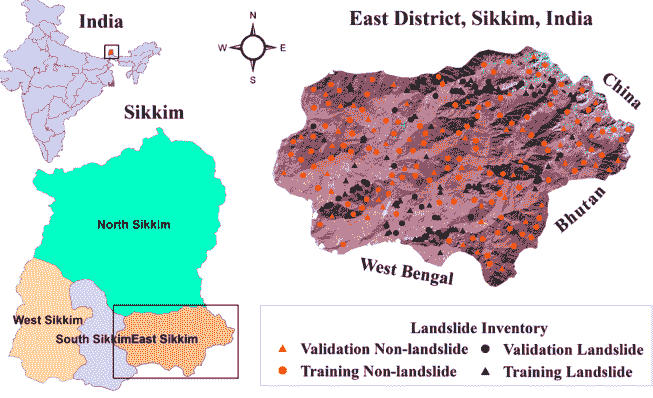 India
N
W
E
S
East District, Sikkim, India
China
Sikkim
North Sikkim
Bhutan
West Bengal
West Sikkim
South Sikkim
East Sikkim
Landslide Inventory
Validation Non-landslide
Validation Landslide
Training Non-landslide
Training Landslide